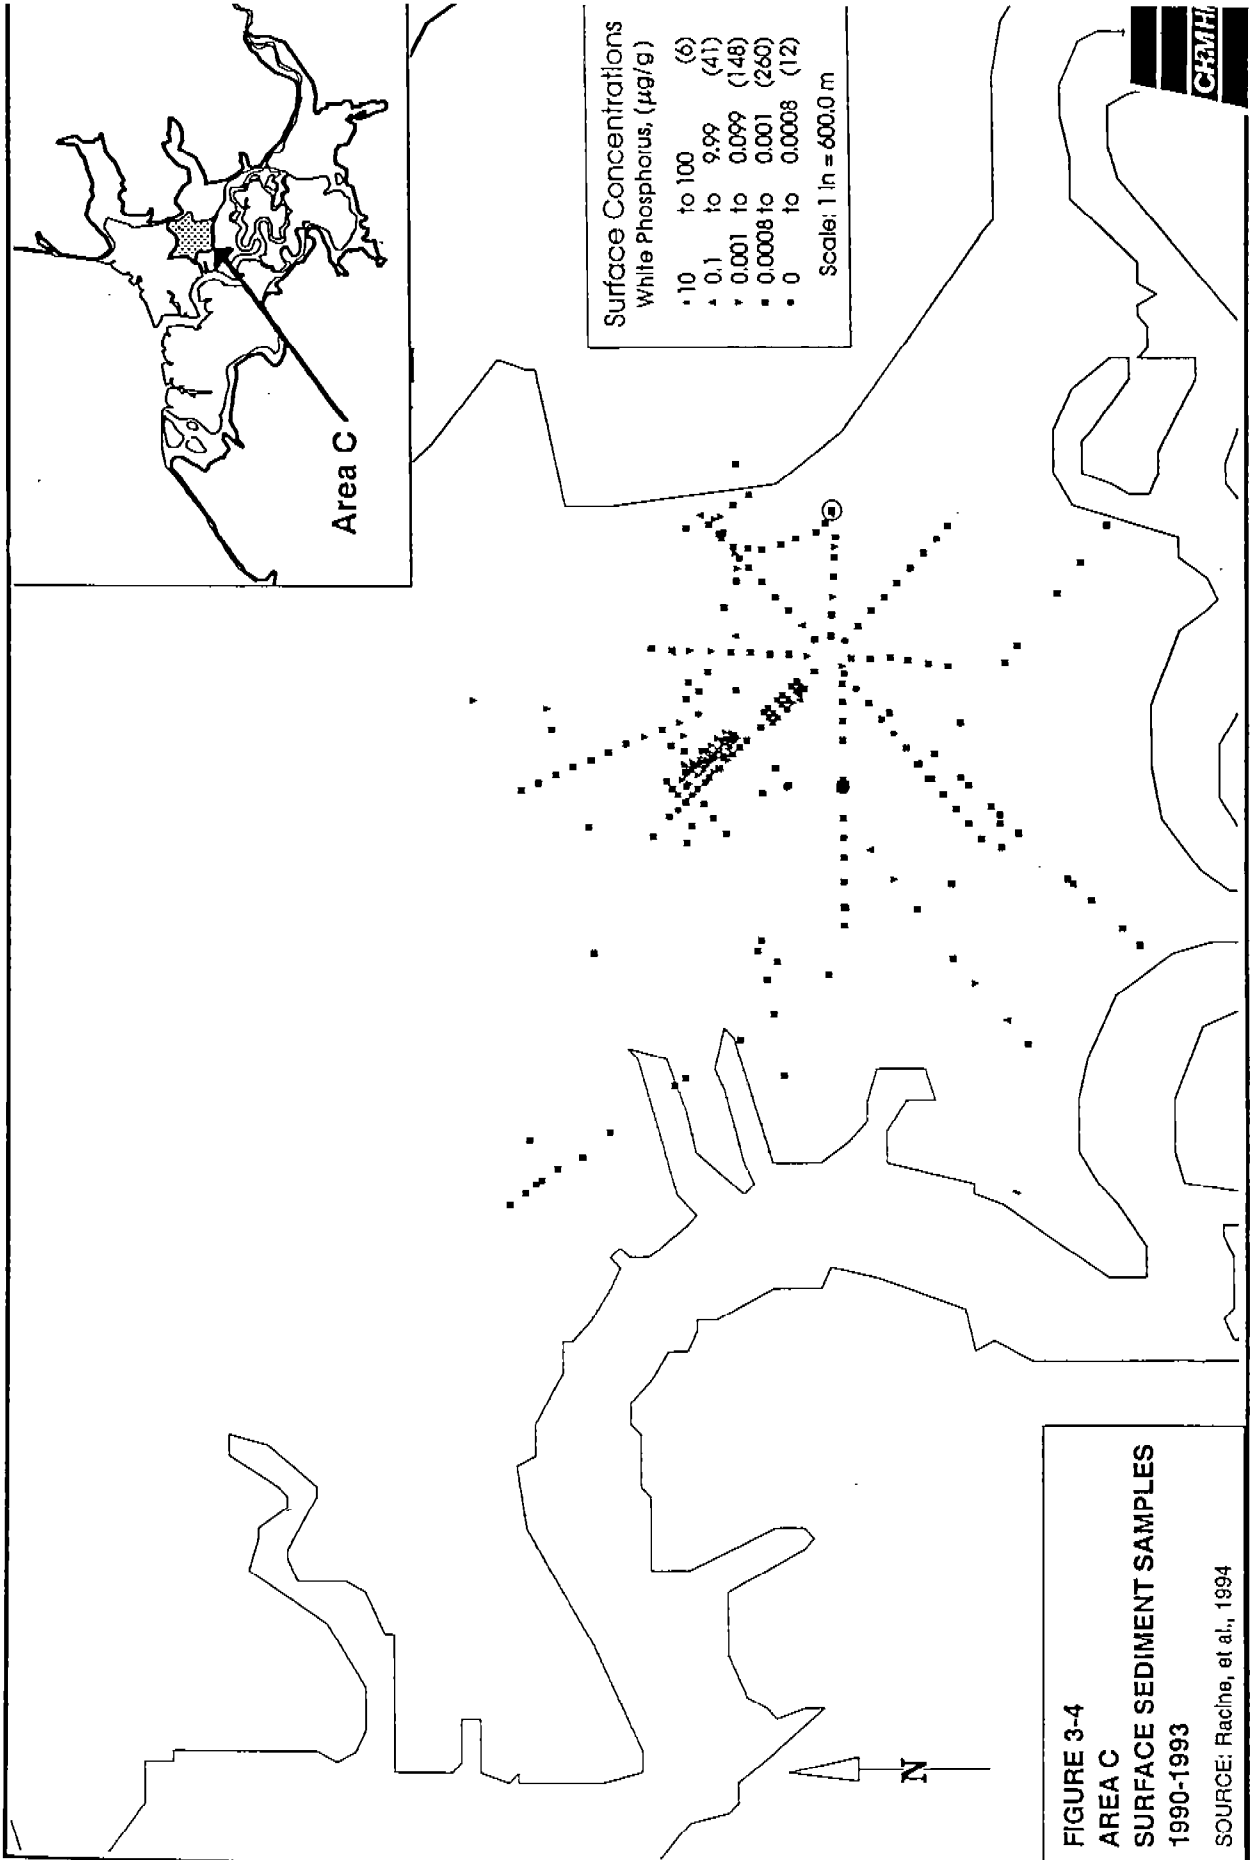 Area C
Surface Concentrations
White Phosphorus, (µg/g)
10 to 100 (6)
0.1 to 9.99 (41)
0.001 to 0.099 (148)
0.0008 to 0.001 (260)
0 to 0.0008 (12)
Scale: 1 in = 600.0 m
N
FIGURE 3-4
AREA C
SURFACE SEDIMENT SAMPLES
1990-1993
SOURCE: Racine, et al., 1994